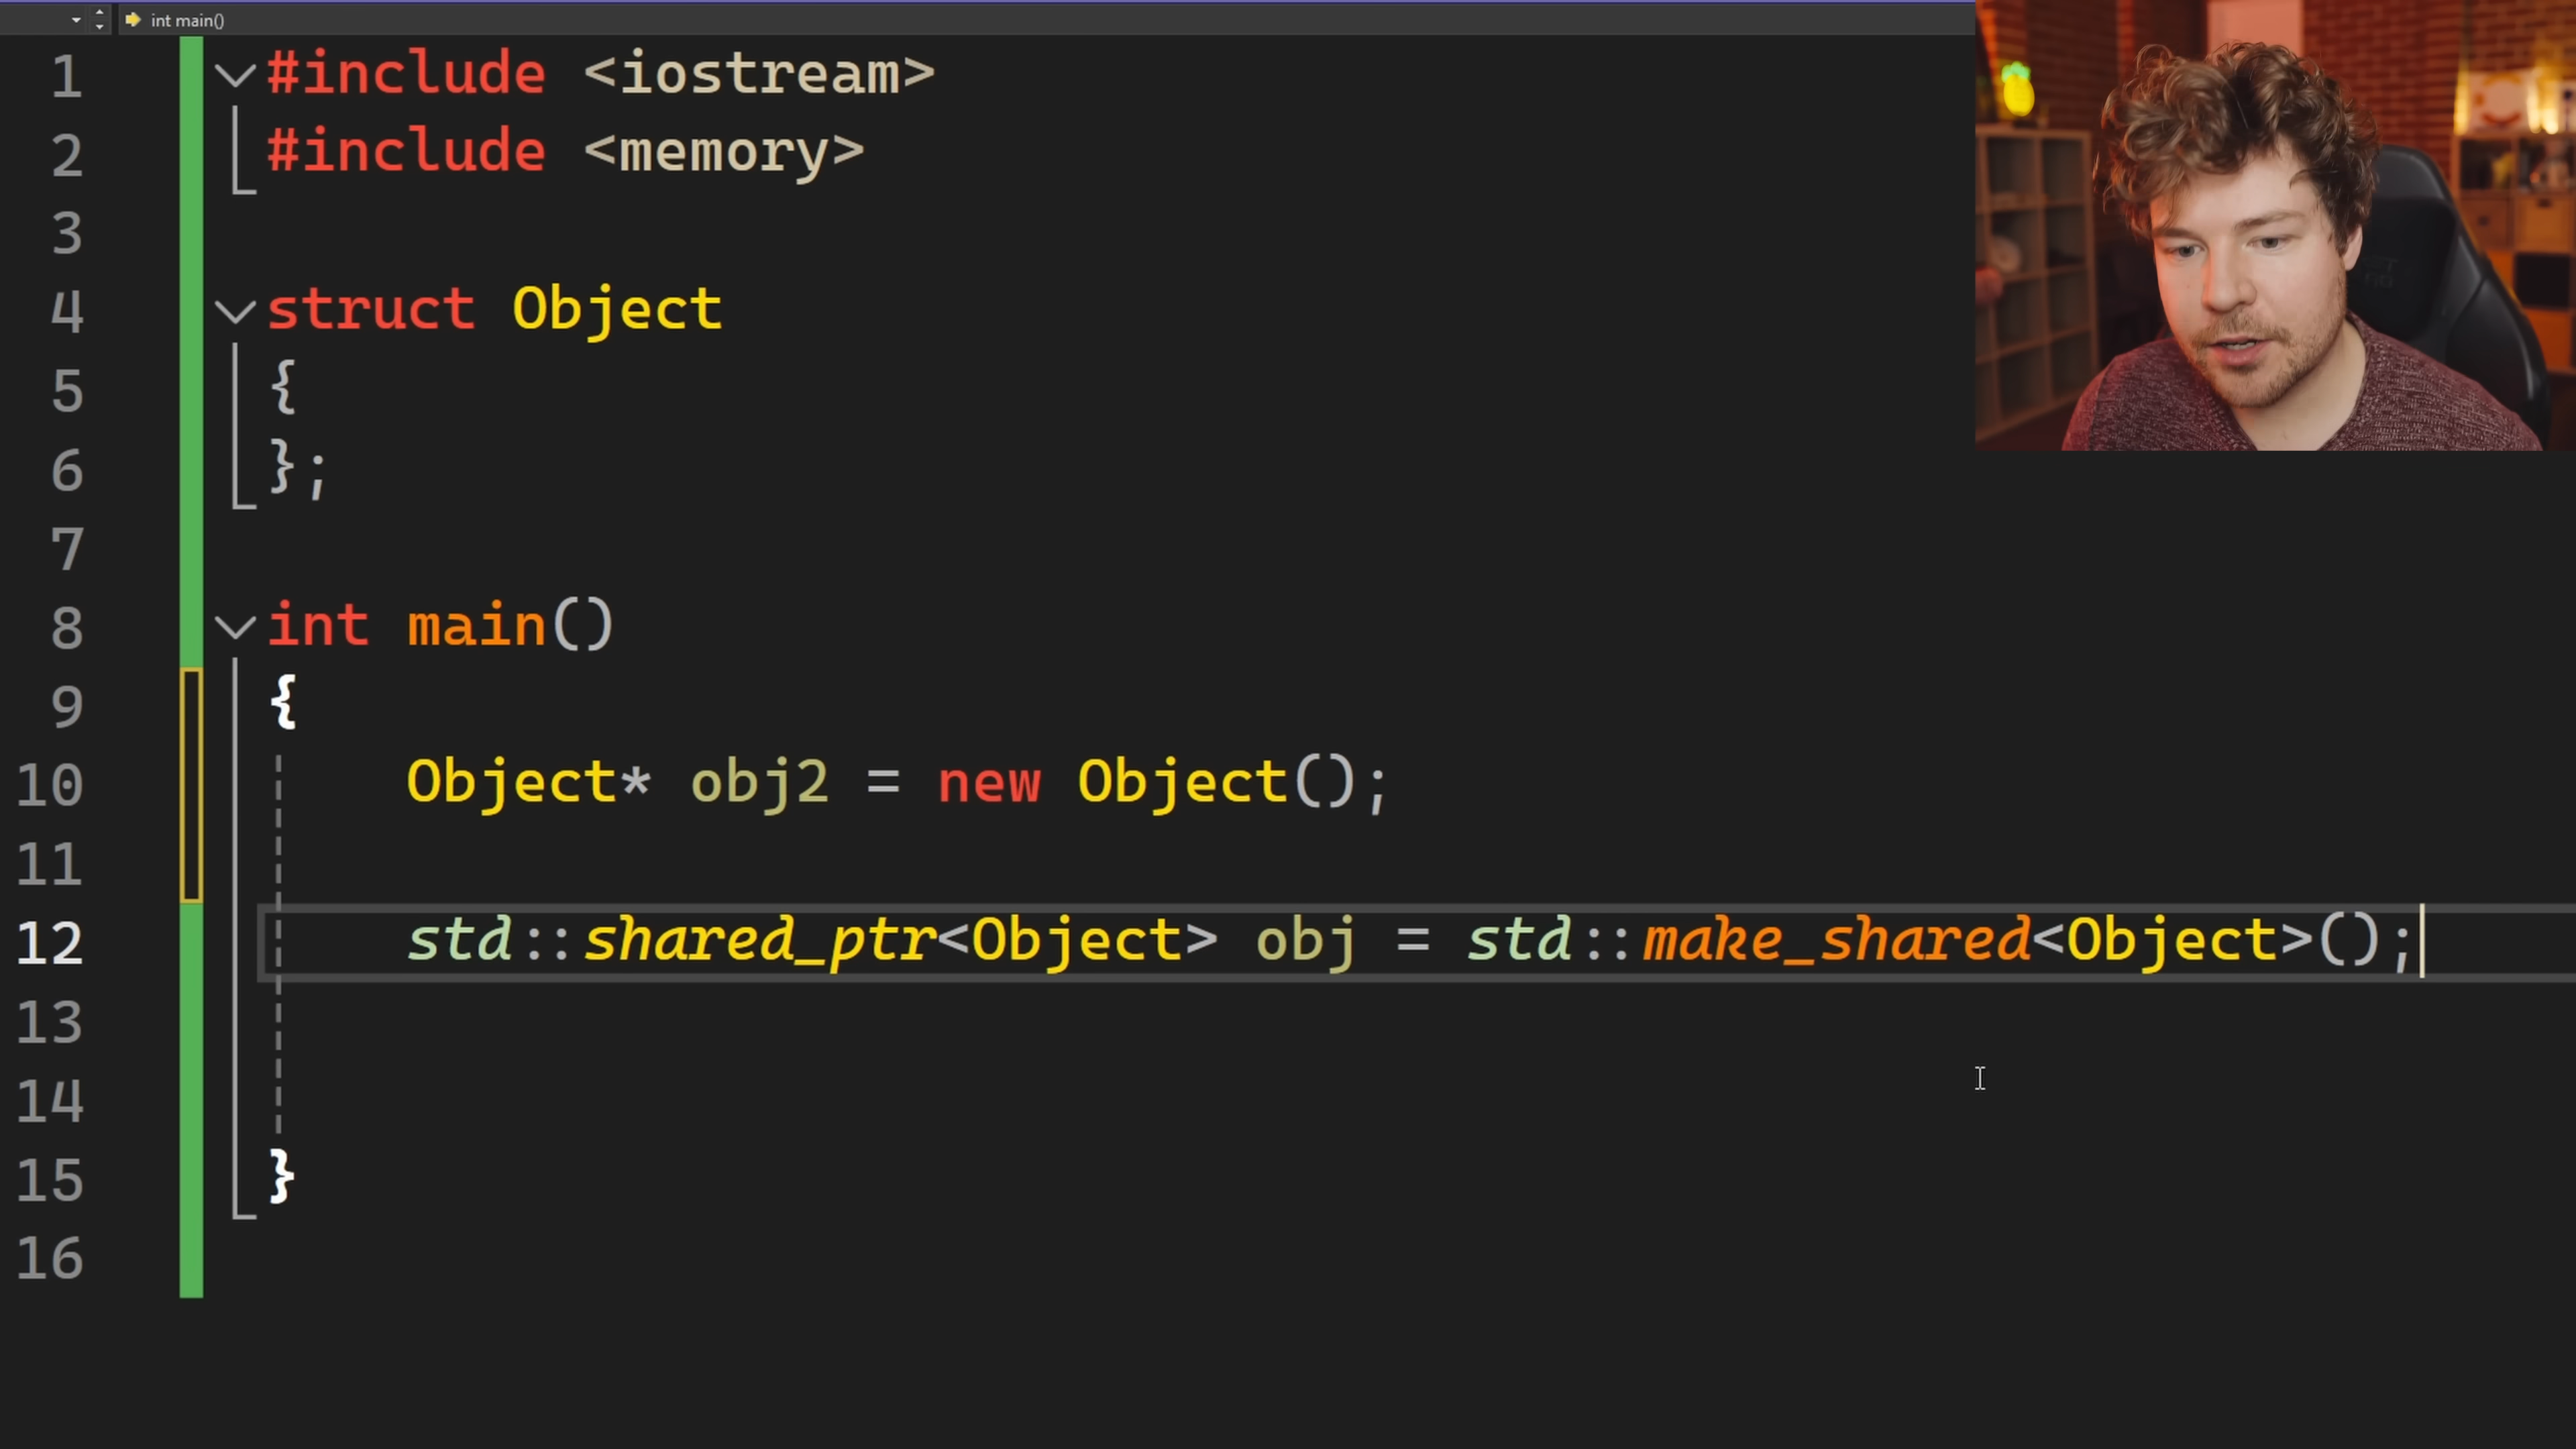 int main()
1 #include <iostream>
2 #include <memory>
3
4 struct Object
5 {
6 };
7
8 int main()
9 {
10 Object* obj2 = new Object();
11
12 std::shared_ptr<Object> obj = std::make_shared<Object>();
13
14
15 }
16